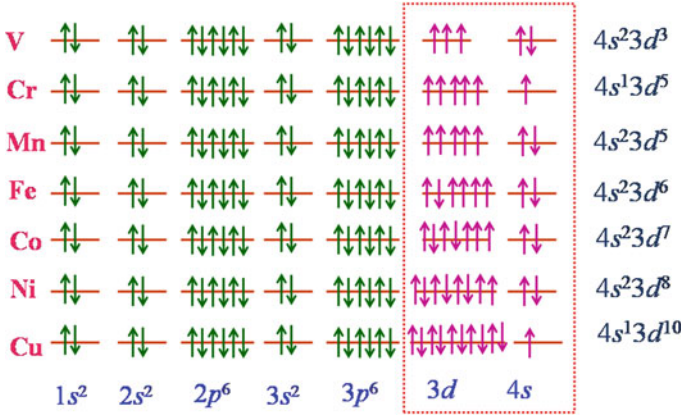 V 4s²3d³
Cr 4s¹3d⁵
Mn 4s²3d⁵
Fe 4s²3d⁶
Co 4s²3d⁷
Ni 4s²3d⁸
Cu 4s¹3d¹⁰
1s² 2s² 2p⁶ 3s² 3p⁶ 3d 4s